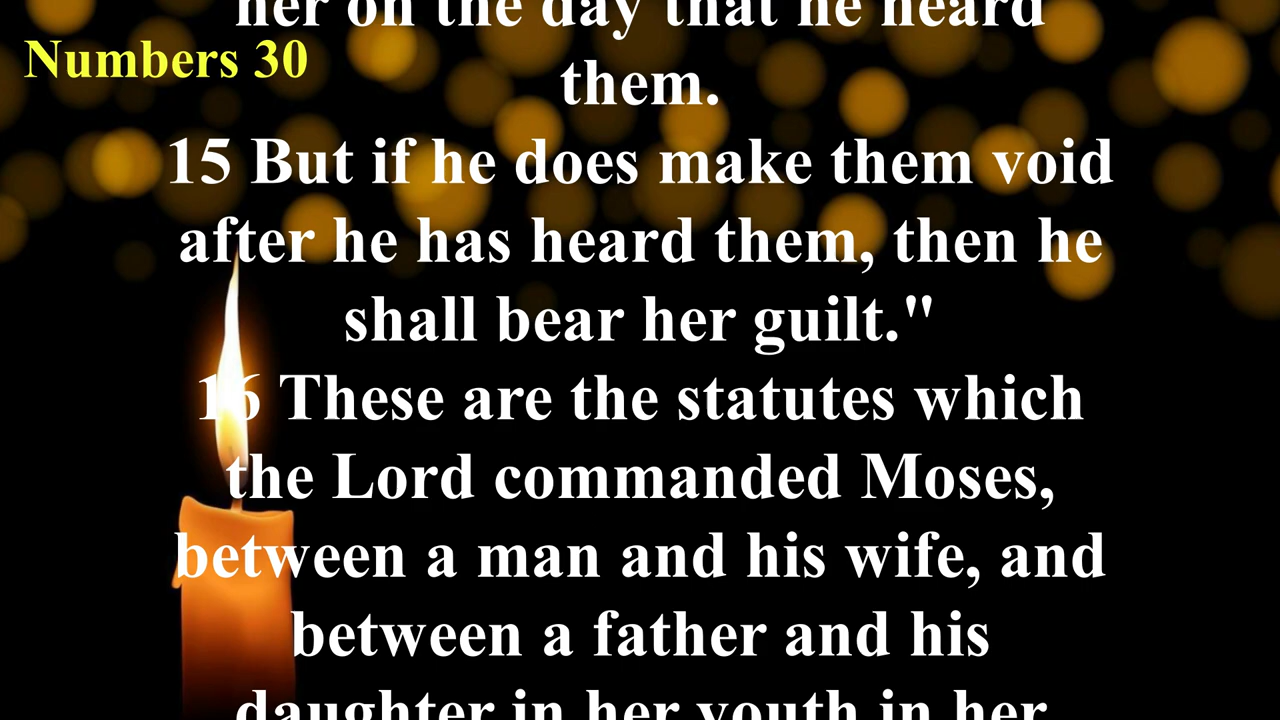 her on the day that he heard
Numbers 30
them.
15 But if he does make them void
after he has heard them, then he
shall bear her guilt."
16 These are the statutes which
the Lord commanded Moses,
between a man and his wife, and
between a father and his
daughter in her youth in her